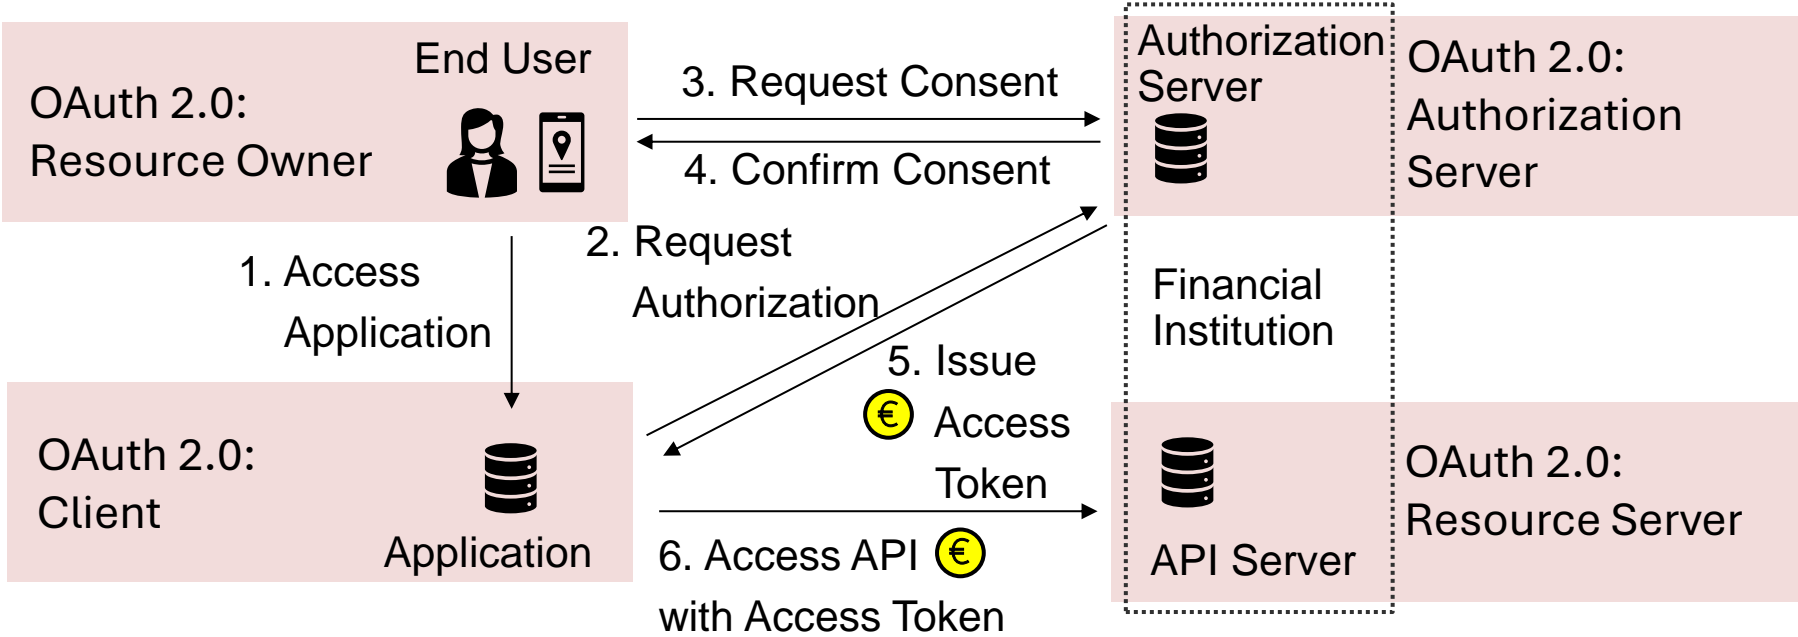 End User
OAuth 2.0:
Resource Owner
3. Request Consent
4. Confirm Consent
Authorization
Server
OAuth 2.0:
Authorization
Server
1. Access
Application
2. Request
Authorization
Financial
Institution
5. Issue
€ Access
Token
OAuth 2.0:
Client
Application
6. Access API €
with Access Token
API Server
OAuth 2.0:
Resource Server